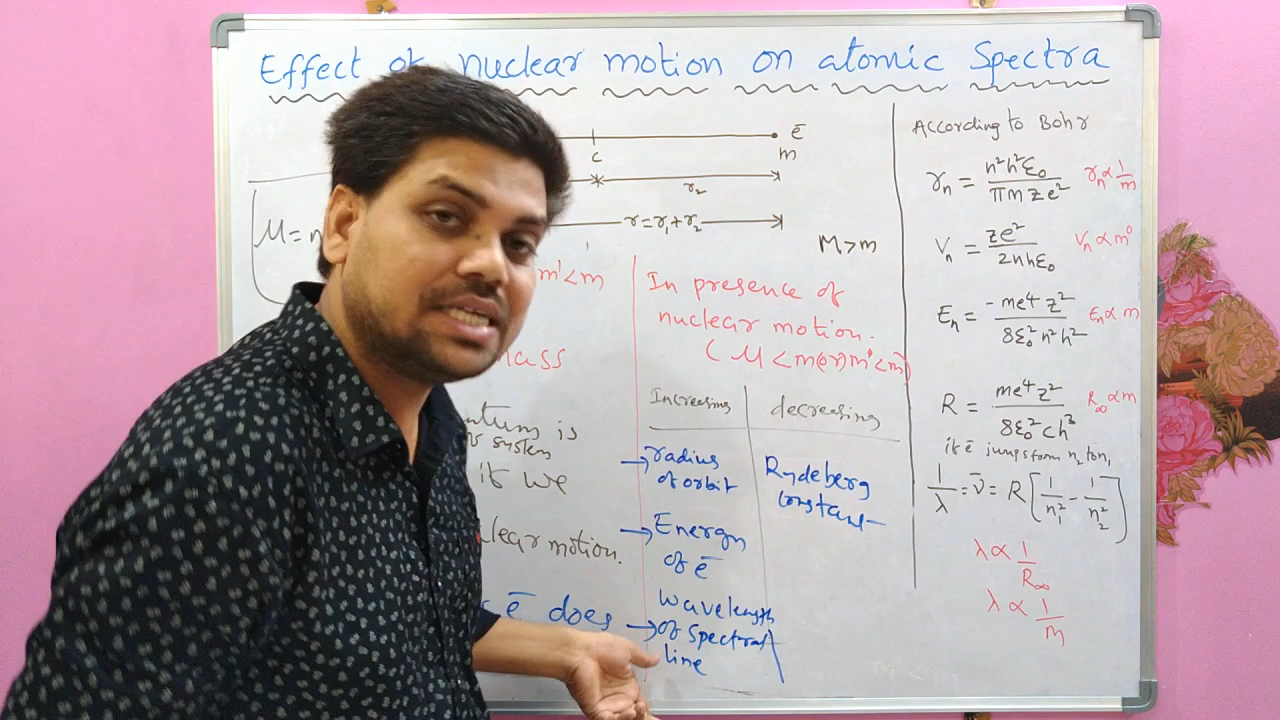 Effect of nuclear motion on atomic Spectra
c
ē
m
r₂
r=r₁+r₂
M>m
μ=
m'<m
mass
is
system
if we
motion.
ē does
In presence of
nuclear motion.
(μ<m(or)m'<m)
Increasing
decreasing
→ radius
of orbit
→ Energy
of ē
→ Wavelength
of Spectral
line
Rydeberg
Constant
According to Bohr
rₙ = n²h²ε₀/πmze² rₙ∝1/m
Vₙ = ze²/2nhε₀ Vₙ∝m⁰
Eₙ = -me⁴z²/8ε₀²n²h² Eₙ∝m
R = me⁴z²/8ε₀²ch³ R∞∝m
if ē jumps from n₂ to n₁
1/λ = ν̄ = R[1/n₁² - 1/n₂²]
λ∝1/R∞
λ∝1/m